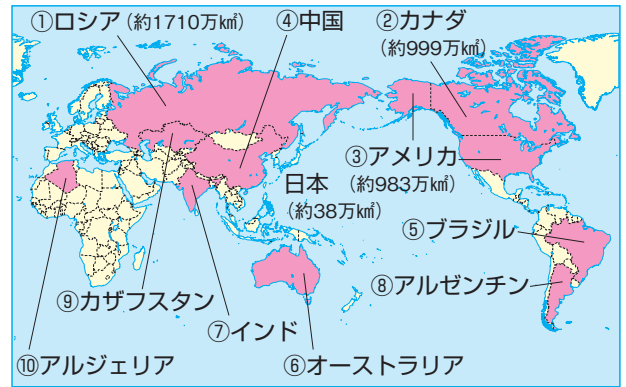 ①ロシア(約1710万km²)
④中国
②カナダ
(約999万km²)
③アメリカ
(約983万km²)
日本
(約38万km²)
⑤ブラジル
⑧アルゼンチン
⑨カザフスタン
⑦インド
⑩アルジェリア
⑥オーストラリア